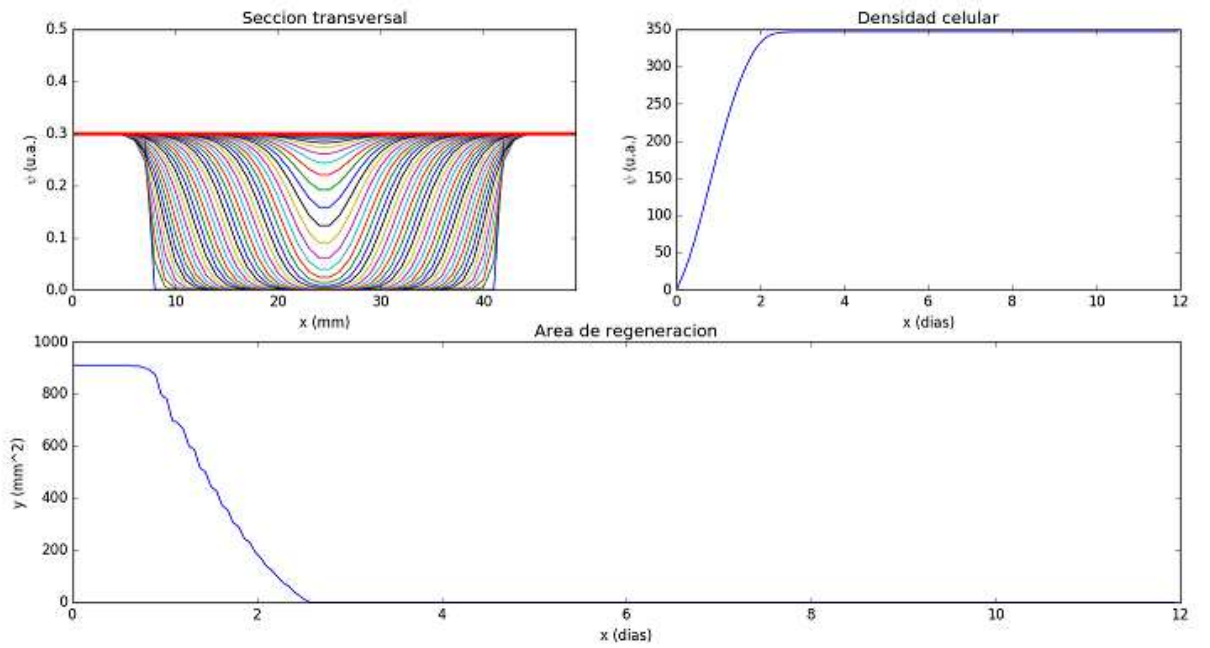 Seccion transversal
0.5
0.4
0.3
0.2
0.1
0.0
ψ (u.a.)
0 10 20 30 40
x (mm)
Densidad celular
350
300
250
200
150
100
50
0
ψ (u.a.)
0 2 4 6 8 10 12
x (dias)
Area de regeneracion
1000
800
600
400
200
0
y (mm^2)
0 2 4 6 8 10 12
x (dias)